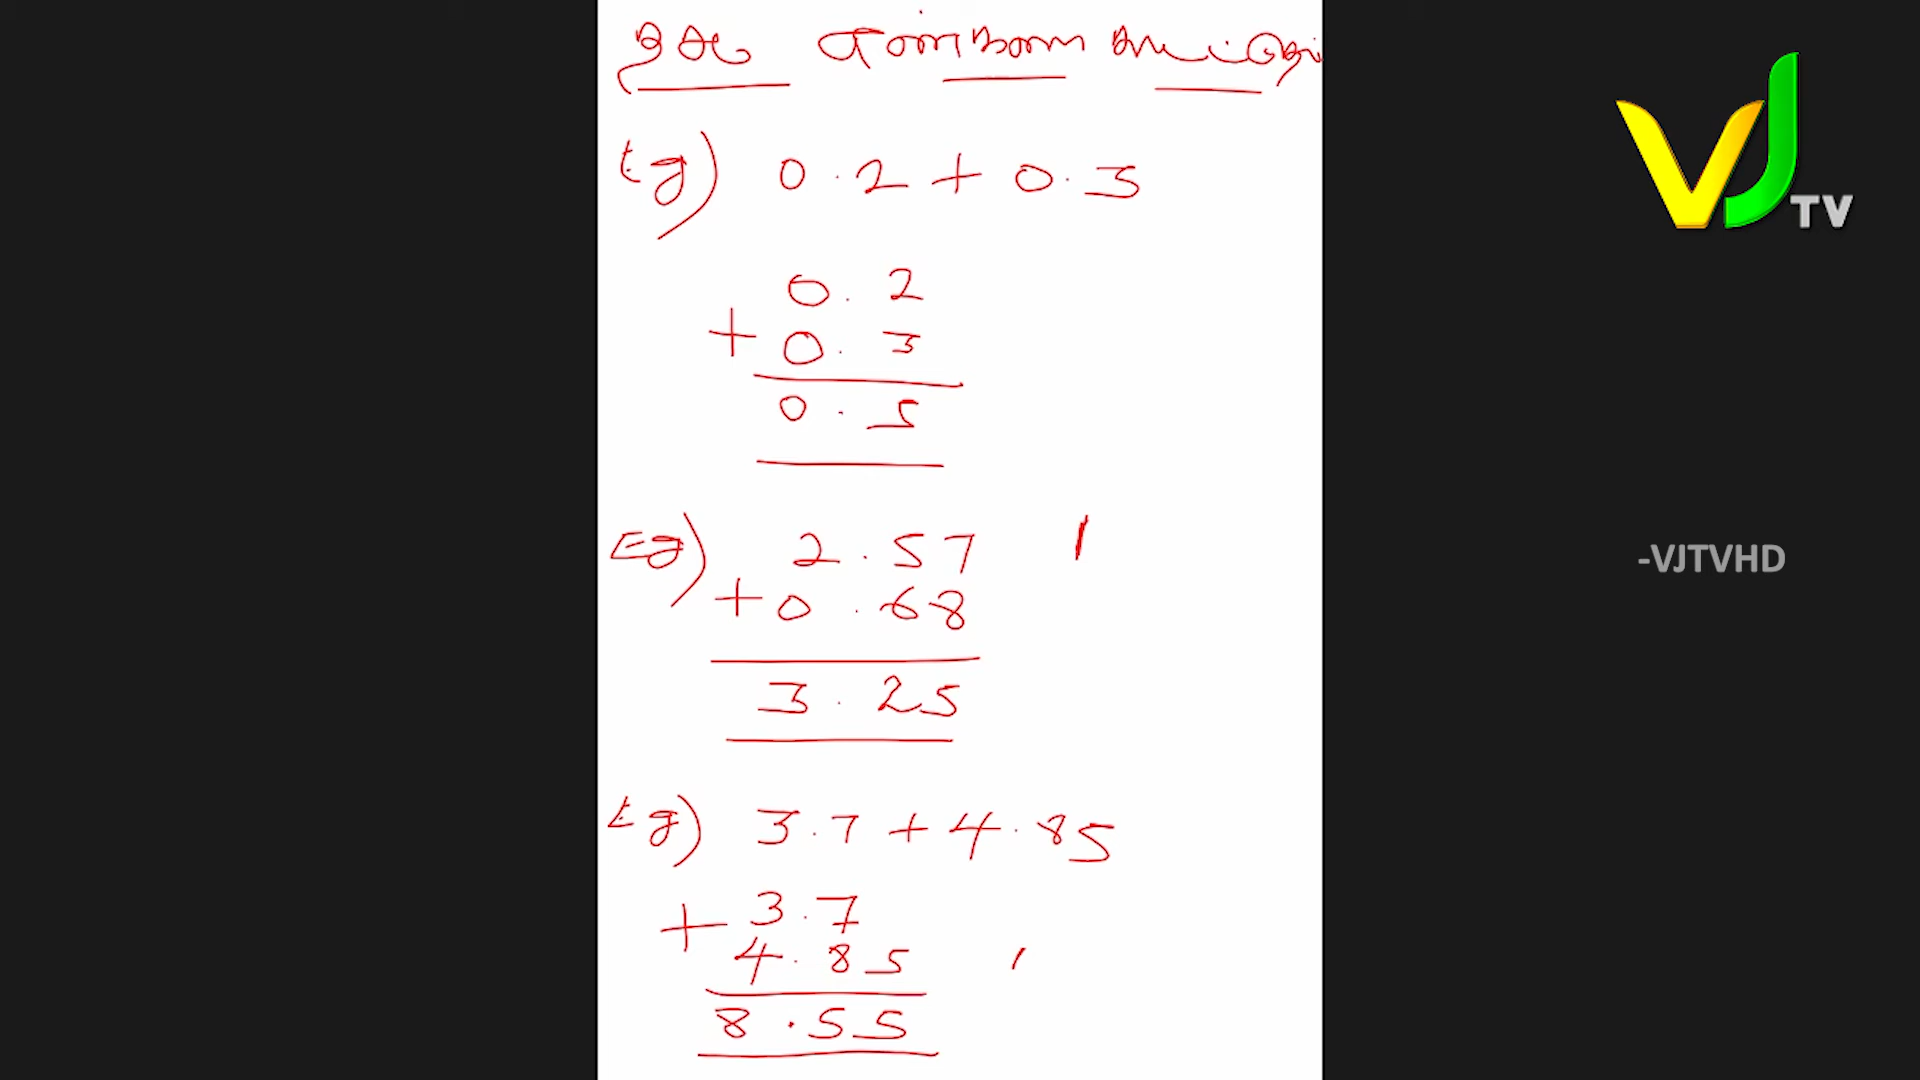 Eg) 0.2 + 0.3
0.2
+ 0.3
0.5
Eg) 2.57
+ 0.68
3.25
Eg) 3.7 + 4.85
+ 3.7
4.85
8.55
VJ TV
-VJTVHD